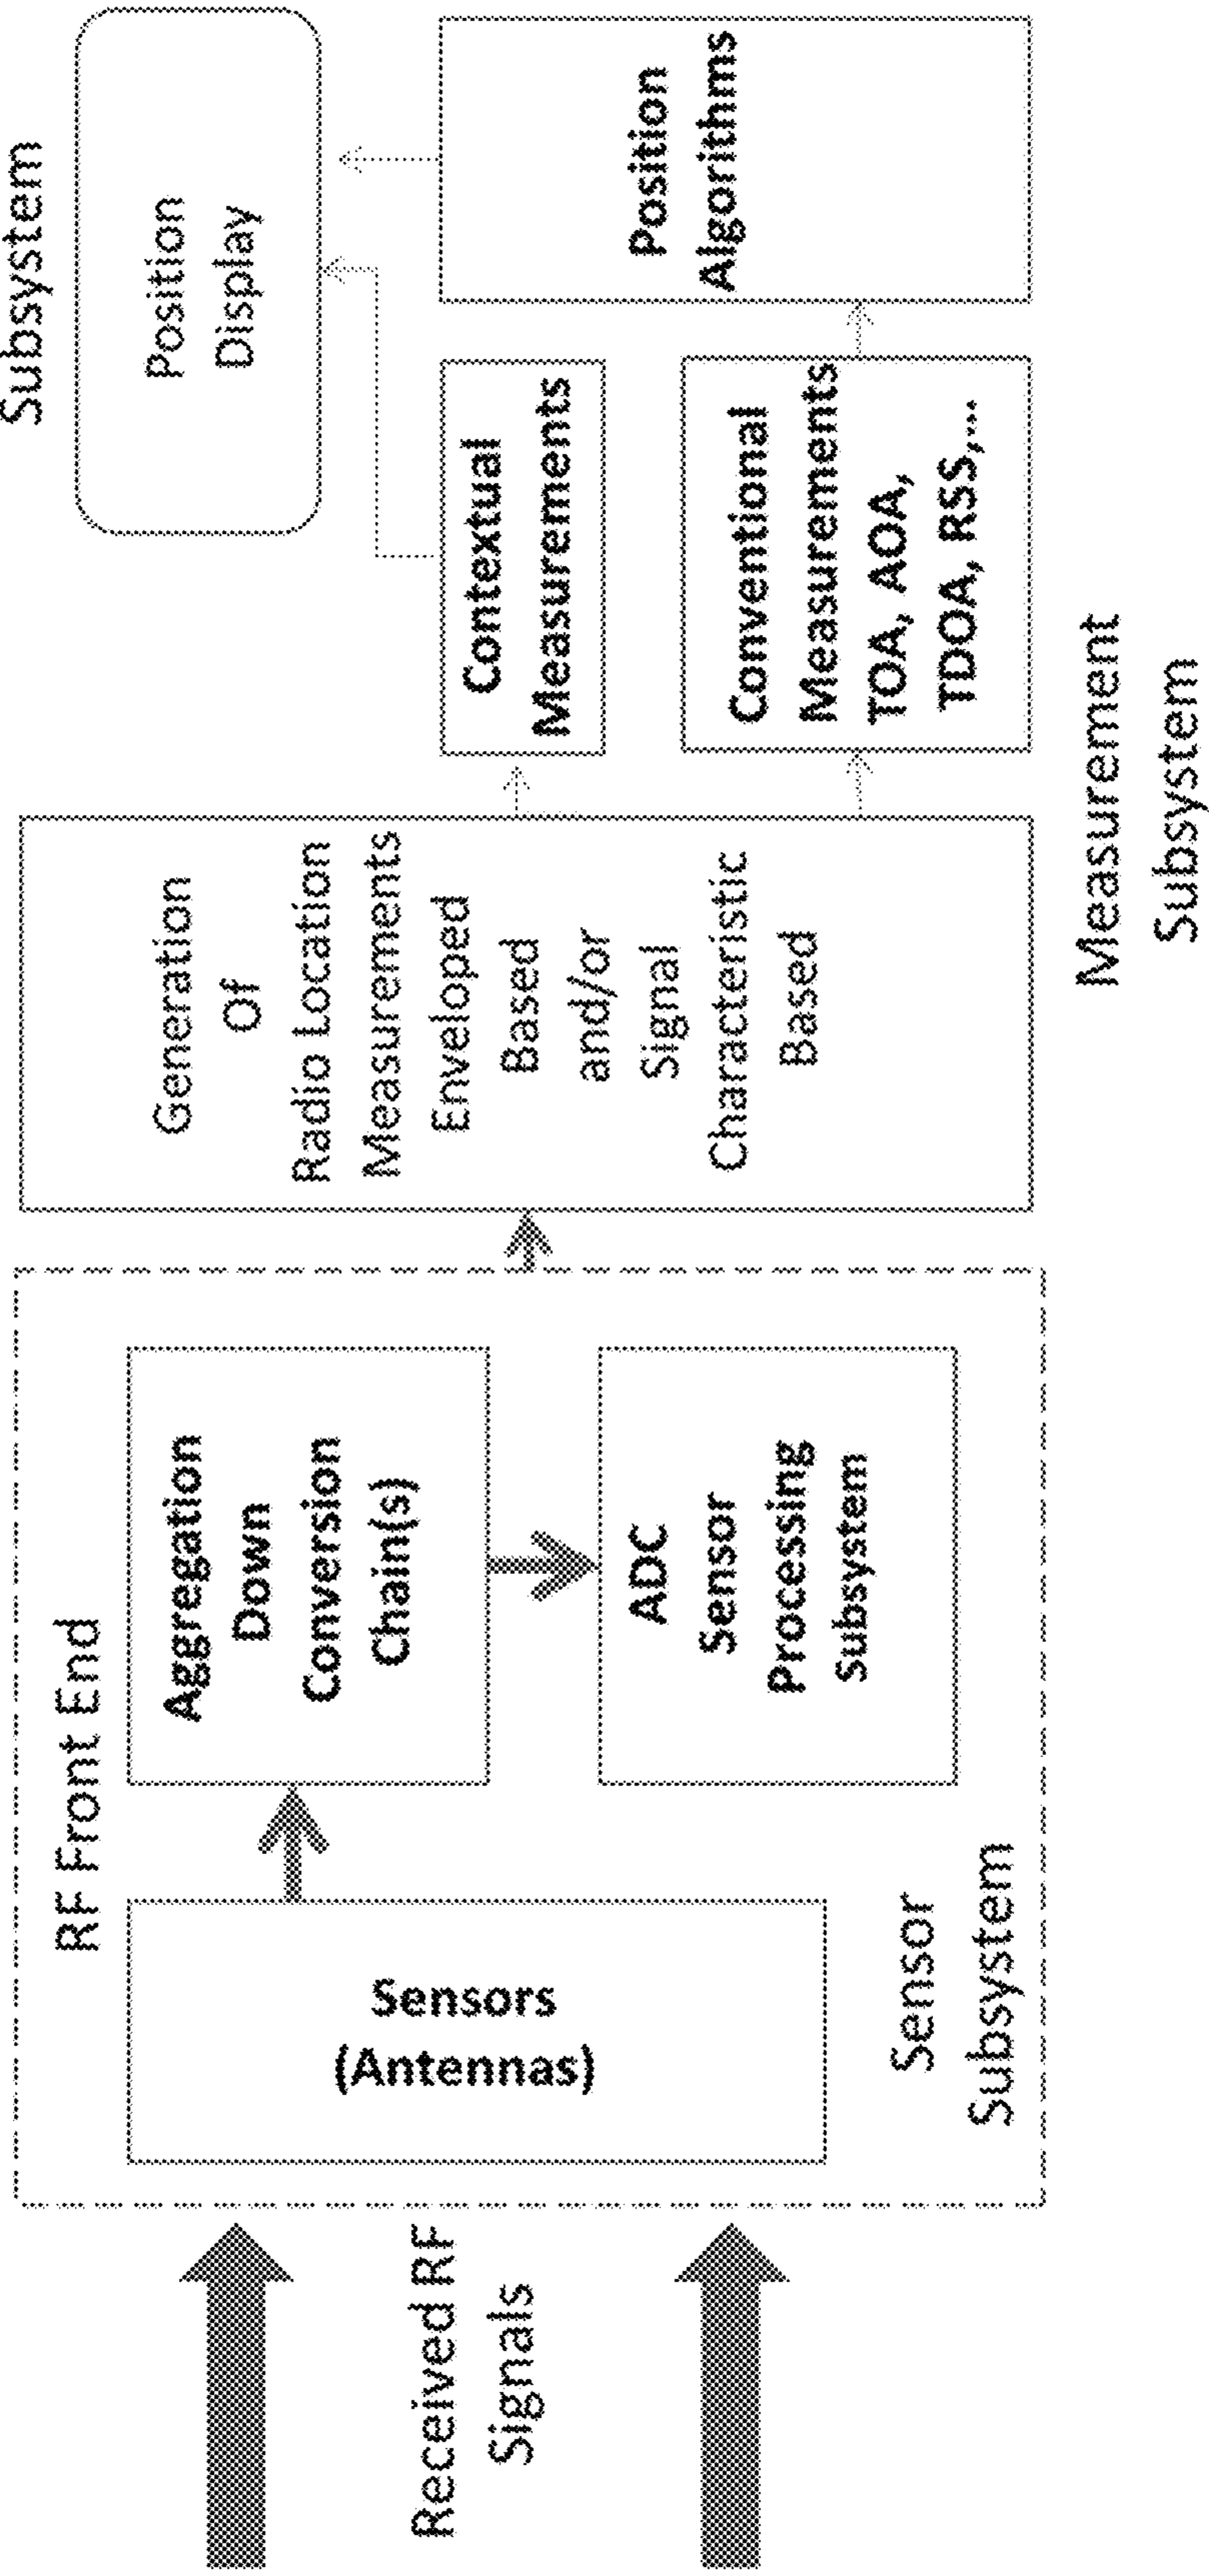 Received RF
Signals
RF Front End
Sensors
(Antennas)
Aggregation
Down
Conversion
Chain(s)
ADC
Sensor
Processing
Subsystem
Sensor
Subsystem
Generation
Of
Radio Location
Measurements
Enveloped
Based
and/or
Signal
Characteristic
Based
Contextual
Measurements
Conventional
Measurements
TOA, AOA,
TDOA, RSS,...
Measurement
Subsystem
Subsystem
Position
Display
Position
Algorithms